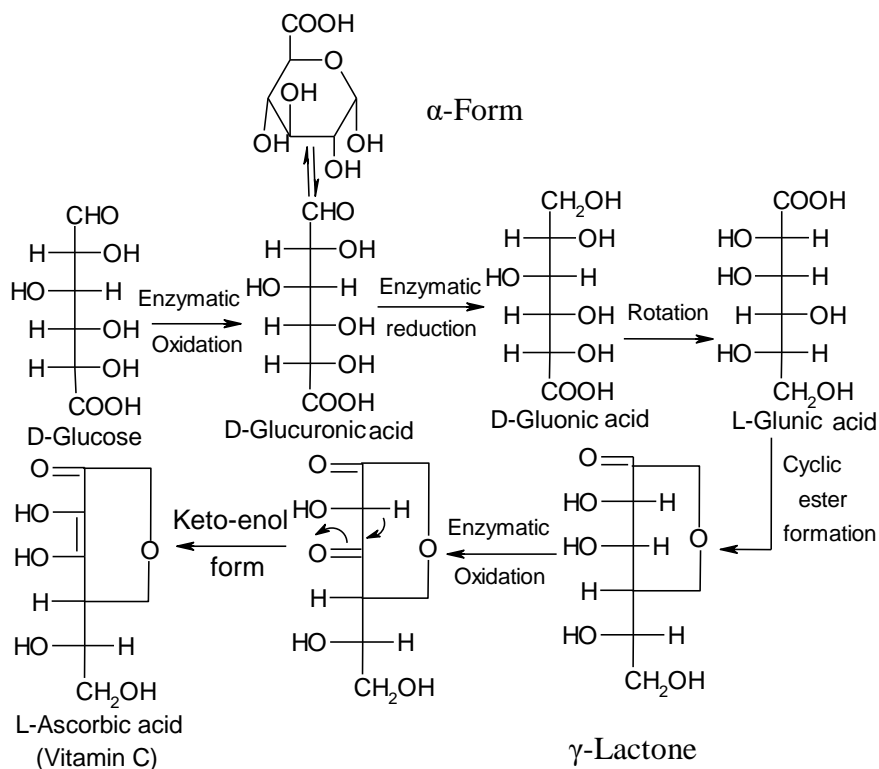 COOH
O
OH
OH
OH OH
OH
α-Form
CHO
H OH
HO H
H OH
H OH
COOH
D-Glucose
Enzymatic
Oxidation
CHO
H OH
HO H
H OH
H OH
COOH
D-Glucuronic acid
Enzymatic
reduction
CH2OH
H OH
HO H
H OH
H OH
COOH
D-Gluonic acid
Rotation
COOH
HO H
HO H
H OH
HO H
CH2OH
L-Glunic acid
Cyclic
ester
formation
O
HO H
HO H
O
H
HO H
CH2OH
γ-Lactone
Enzymatic
Oxidation
O
HO H
O
O
H
HO H
CH2OH
Keto-enol
form
O
HO
HO
O
H
HO H
CH2OH
L-Ascorbic acid
(Vitamin C)